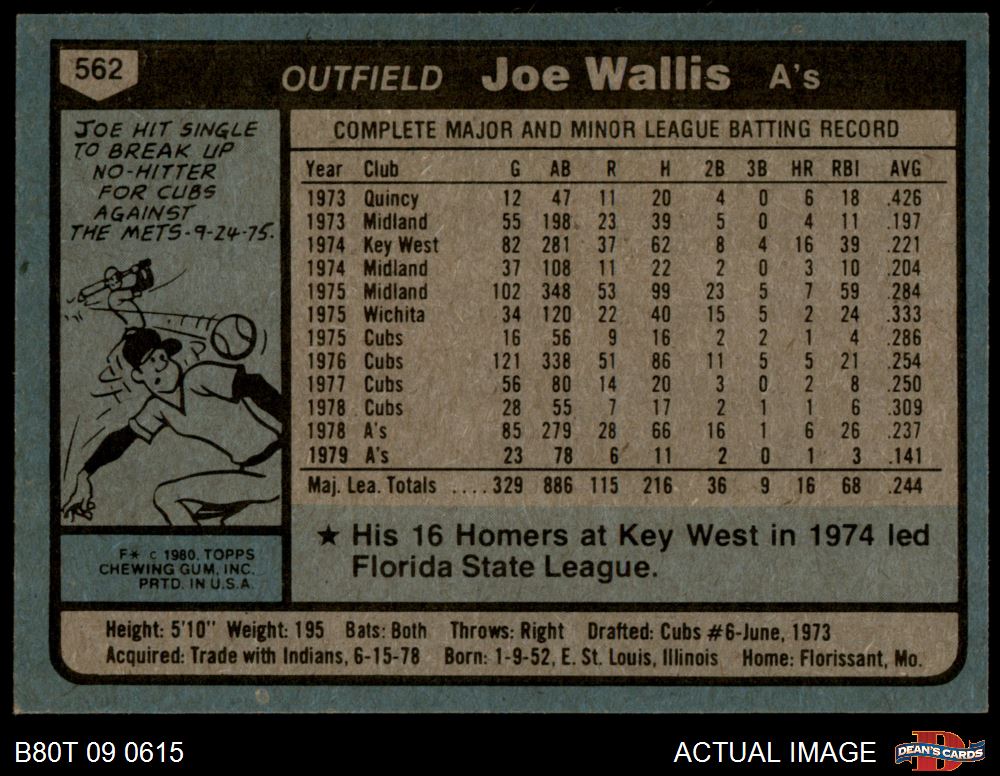 562
OUTFIELD Joe Wallis A's
JOE HIT SINGLE
TO BREAK UP
NO-HITTER
FOR CUBS
AGAINST
THE METS-9-24-75.
COMPLETE MAJOR AND MINOR LEAGUE BATTING RECORD
Year Club G AB R H 2B 3B HR RBI AVG
1973 Quincy 12 47 11 20 4 0 6 18 .426
1973 Midland 55 198 23 39 5 0 4 11 .197
1974 Key West 82 281 37 62 8 4 16 39 .221
1974 Midland 37 108 11 22 2 0 3 10 .204
1975 Midland 102 348 53 99 23 5 7 59 .284
1975 Wichita 34 120 22 40 15 5 2 24 .333
1975 Cubs 16 56 9 16 2 2 1 4 .286
1976 Cubs 121 338 51 86 11 5 5 21 .254
1977 Cubs 56 80 14 20 3 0 2 8 .250
1978 Cubs 28 55 7 17 2 1 1 6 .309
1978 A's 85 279 28 66 16 1 6 26 .237
1979 A's 23 78 6 11 2 0 1 3 .141
Maj. Lea. Totals ....329 886 115 216 36 9 16 68 .244
★ His 16 Homers at Key West in 1974 led
Florida State League.
F* © 1980, TOPPS
CHEWING GUM, INC.
PRTD. IN U.S.A.
Height: 5'10" Weight: 195 Bats: Both Throws: Right Drafted: Cubs #6-June, 1973
Acquired: Trade with Indians, 6-15-78 Born: 1-9-52, E. St. Louis, Illinois Home: Florissant, Mo.
B80T 09 0615
ACTUAL IMAGE
DEAN'S CARDS